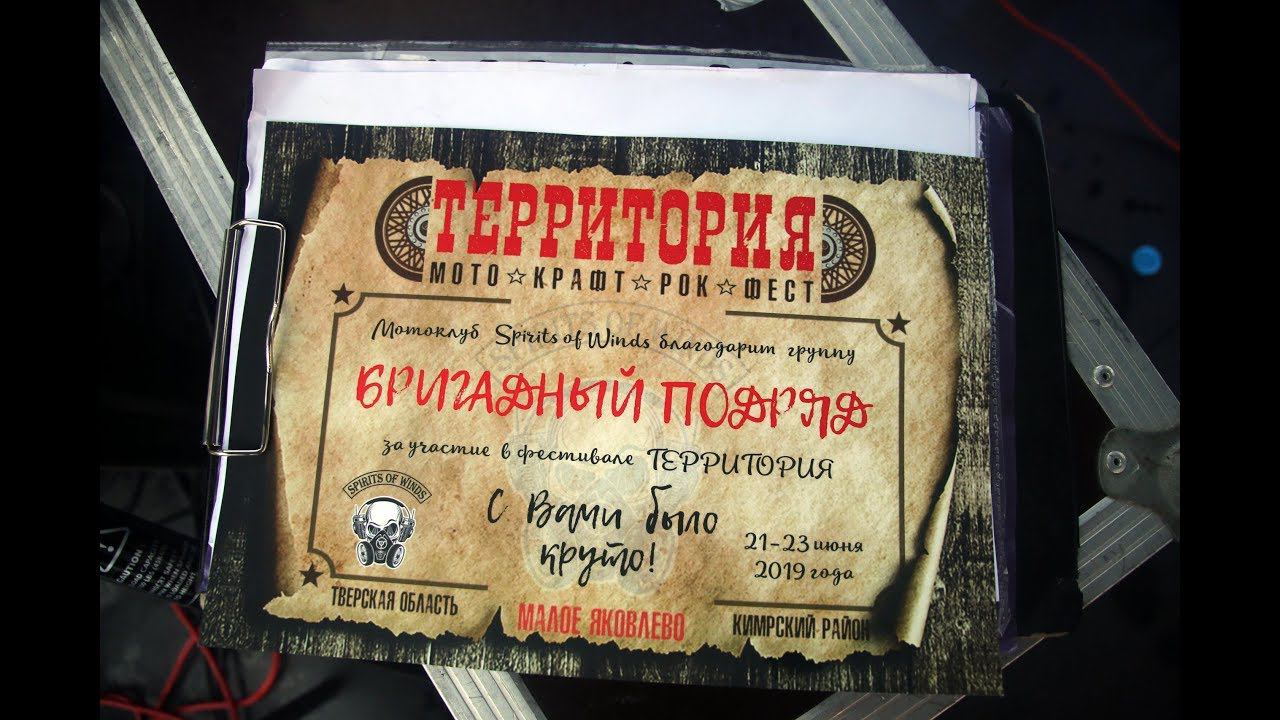 ТЕРРИТОРИЯ
МОТО ☆ КРАФТ ☆ РОК ☆ ФЕСТ
Мотоклуб Spirits of Winds благодарит группу
БРИГАДНЫЙ ПОДРЯД
за участие в фестивале ТЕРРИТОРИЯ
SPIRITS OF WINDS
С Вами было
круто!
21-23 июня
2019 года
ТВЕРСКАЯ ОБЛАСТЬ
МАЛОЕ ЯКОВЛЕВО
КИМРСКИЙ РАЙОН
CAUTION